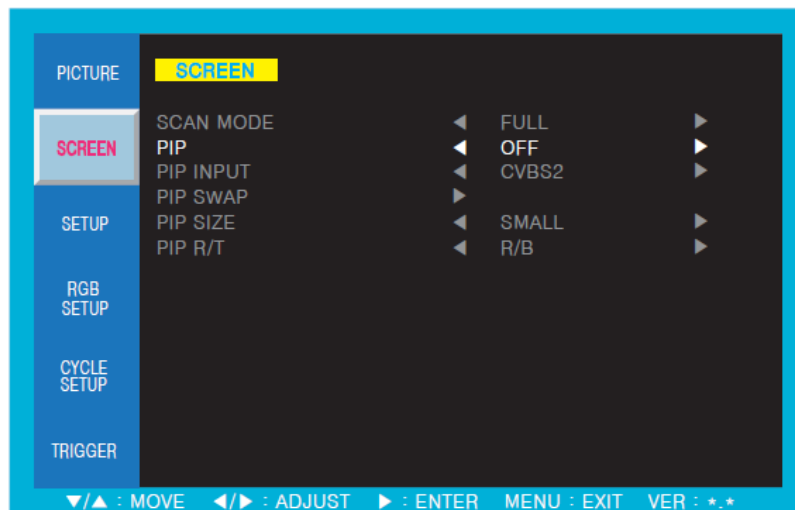 PICTURE
SCREEN
SETUP
RGB
SETUP
CYCLE
SETUP
TRIGGER
SCREEN
SCAN MODE ◀ FULL ▶
PIP ◀ OFF ▶
PIP INPUT ◀ CVBS2 ▶
PIP SWAP ▶
PIP SIZE ◀ SMALL ▶
PIP R/T ◀ R/B ▶
▼/▲ : MOVE ◀/▶ : ADJUST ▶ : ENTER MENU : EXIT VER : *.*